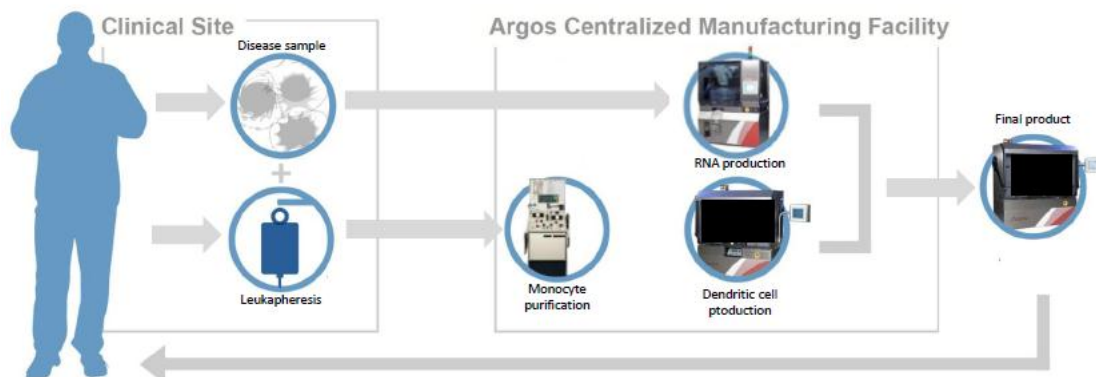 Clinical Site
Argos Centralized Manufacturing Facility
Disease sample
+
Leukapheresis
Monocyte
purification
RNA production
Dendritic cell
ptoduction
Final product